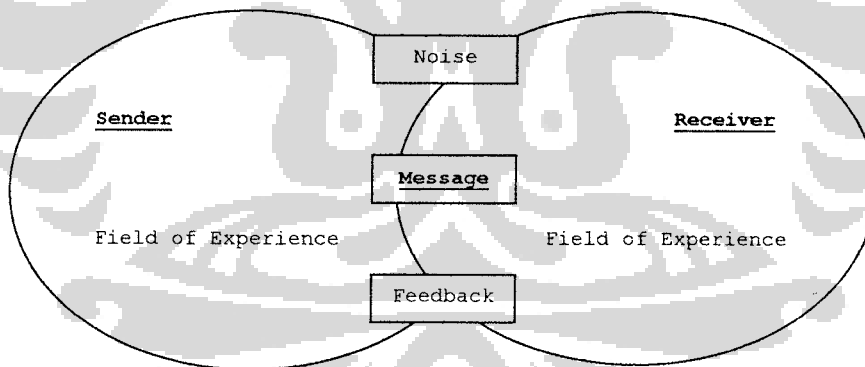 Noise
Sender
Receiver
Message
Field of Experience
Field of Experience
Feedback